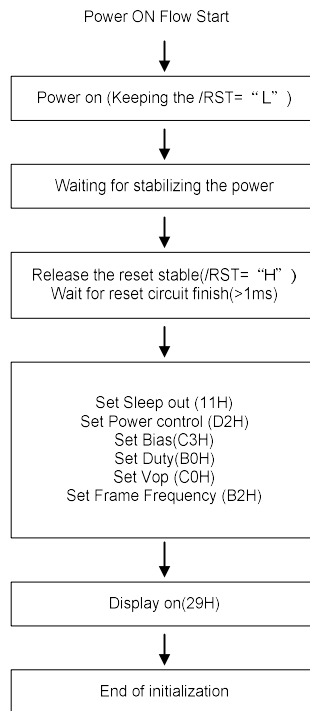 Power ON Flow Start
Power on (Keeping the /RST= “L” )
Waiting for stabilizing the power
Release the reset stable(/RST= “H” )
Wait for reset circuit finish(>1ms)
Set Sleep out (11H)
Set Power control (D2H)
Set Bias(C3H)
Set Duty(B0H)
Set Vop (C0H)
Set Frame Frequency (B2H)
Display on(29H)
End of initialization